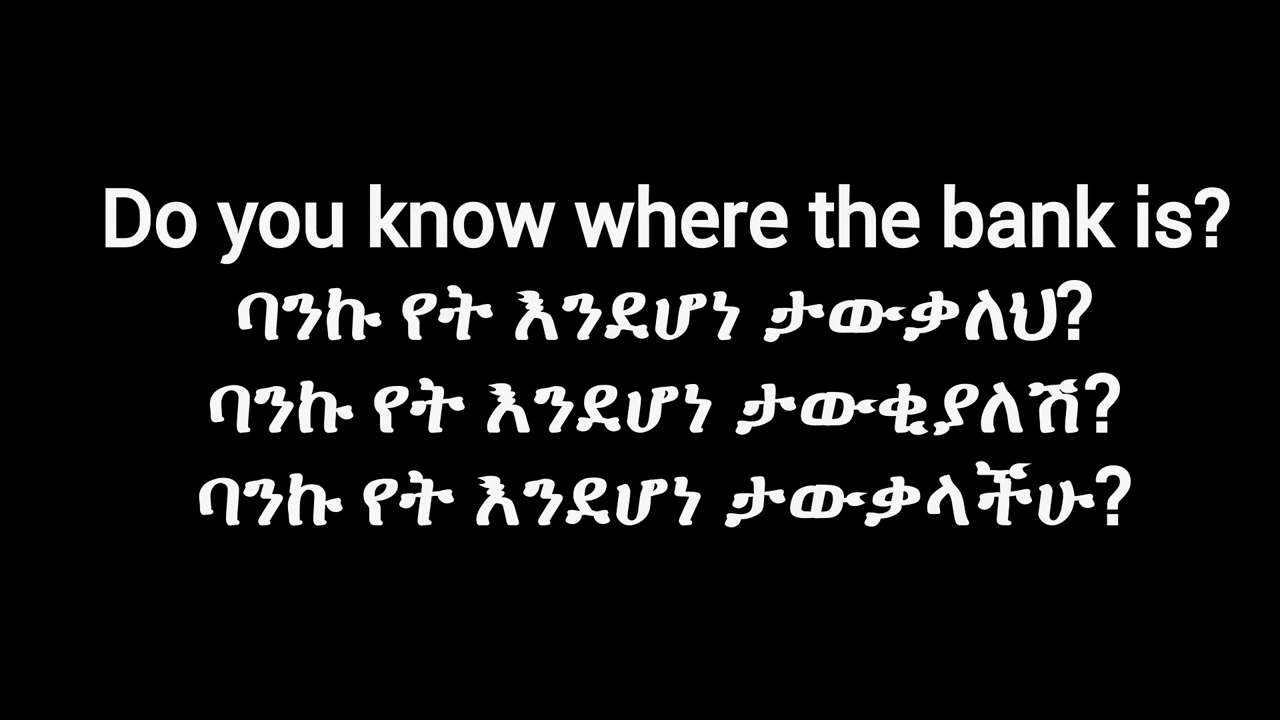 Do you know where the bank is?
ባንኩ የት እንደሆነ ታውቃለህ?
ባንኩ የት እንደሆነ ታውቂያለሽ?
ባንኩ የት እንደሆነ ታውቃላችሁ?